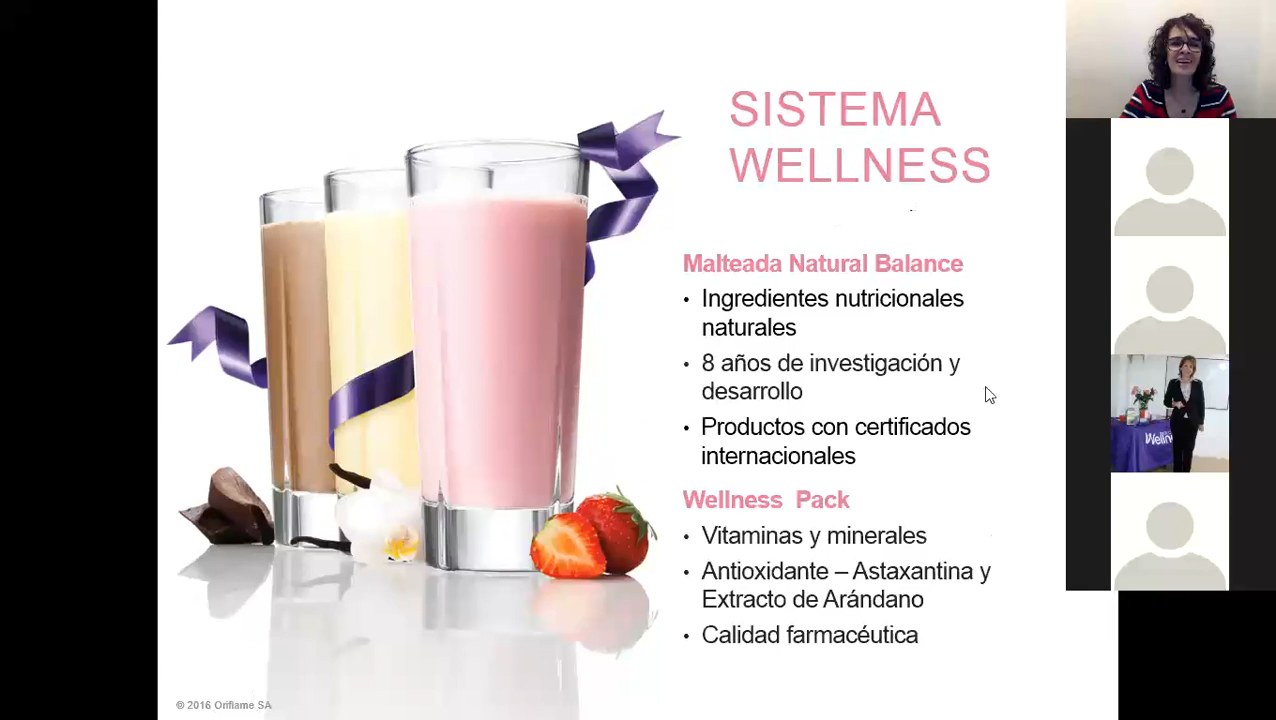 SISTEMA
WELLNESS
Malteada Natural Balance
• Ingredientes nutricionales
naturales
• 8 años de investigación y
desarrollo
• Productos con certificados
internacionales
Wellness Pack
• Vitaminas y minerales
• Antioxidante – Astaxantina y
Extracto de Arándano
• Calidad farmacéutica
© 2016 Oriflame SA